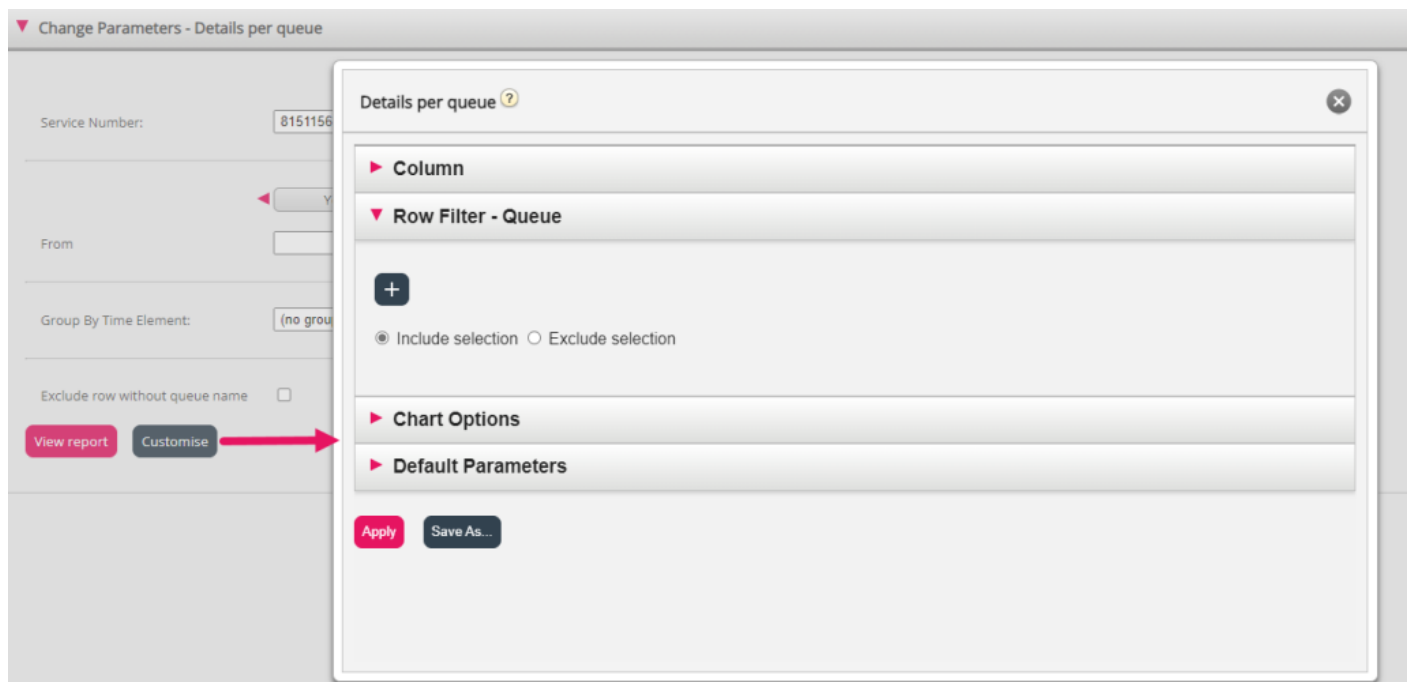 Change Parameters - Details per queue
Details per queue ?
Service Number:
8151156
Column
Y
Row Filter - Queue
From
+
Group By Time Element:
(no grou
Include selection Exclude selection
Exclude row without queue name
Chart Options
View report Customise
Default Parameters
Apply Save As...